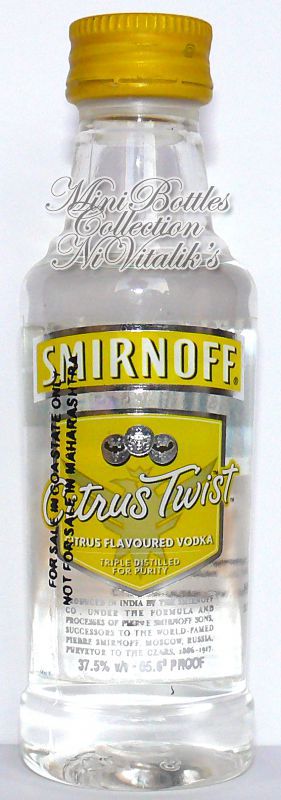 Mini Bottles
Collection
NiVitalik's
SMIRNOFF®
FOR SALE IN GOA STATE ONLY
NOT FOR SALE IN MAHARASHTRA
Citrus Twist™
CITRUS FLAVOURED VODKA
TRIPLE DISTILLED
FOR PURITY
PRODUCED IN INDIA BY THE SMIRNOFF
CO. UNDER THE FORMULA AND
PROCESSES OF PIERRE SMIRNOFF SONS,
SUCCESSORS TO THE WORLD-FAMED
PIERRE SMIRNOFF, MOSCOW, RUSSIA,
PURVEYOR TO THE CZARS, 1886-1917.
37.5% v/v - 65.6° PROOF